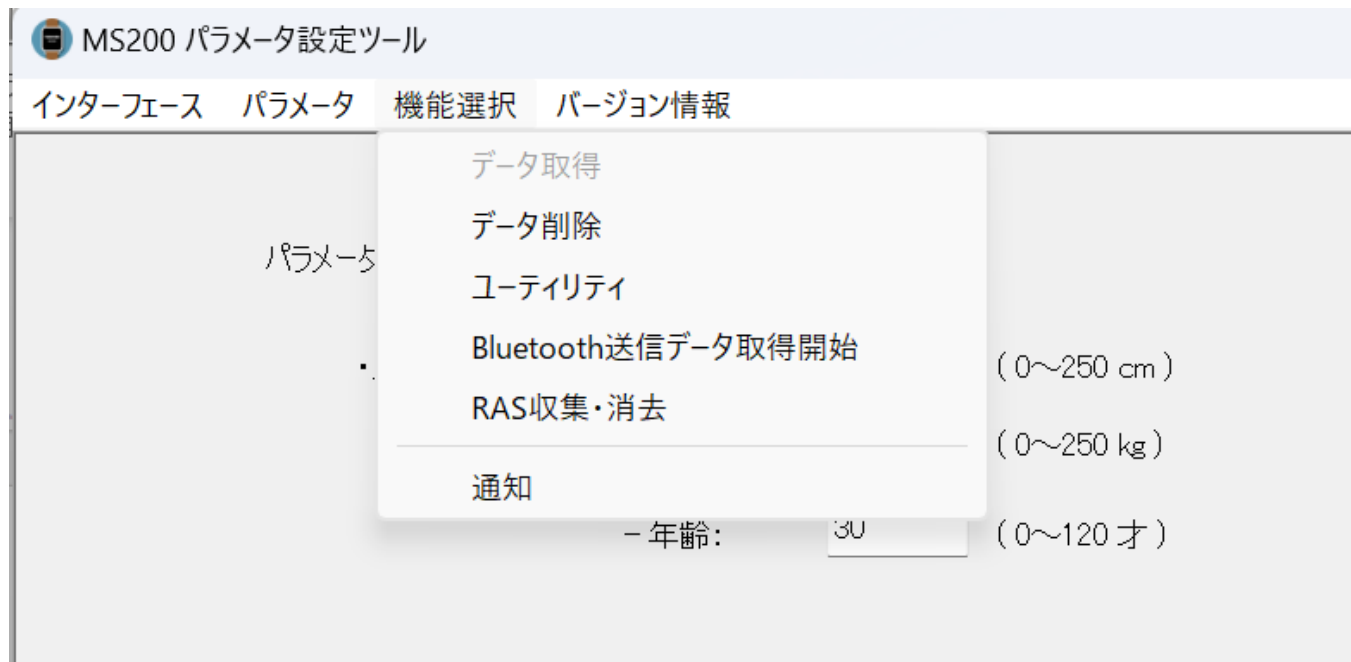 MS200 パラメータ設定ツール
インターフェース パラメータ 機能選択 バージョン情報
データ取得
データ削除
パラメータ
ユーティリティ
Bluetooth送信データ取得開始
(0～250 cm)
RAS収集・消去
(0～250 kg)
通知
－年齢: 30 (0～120才)